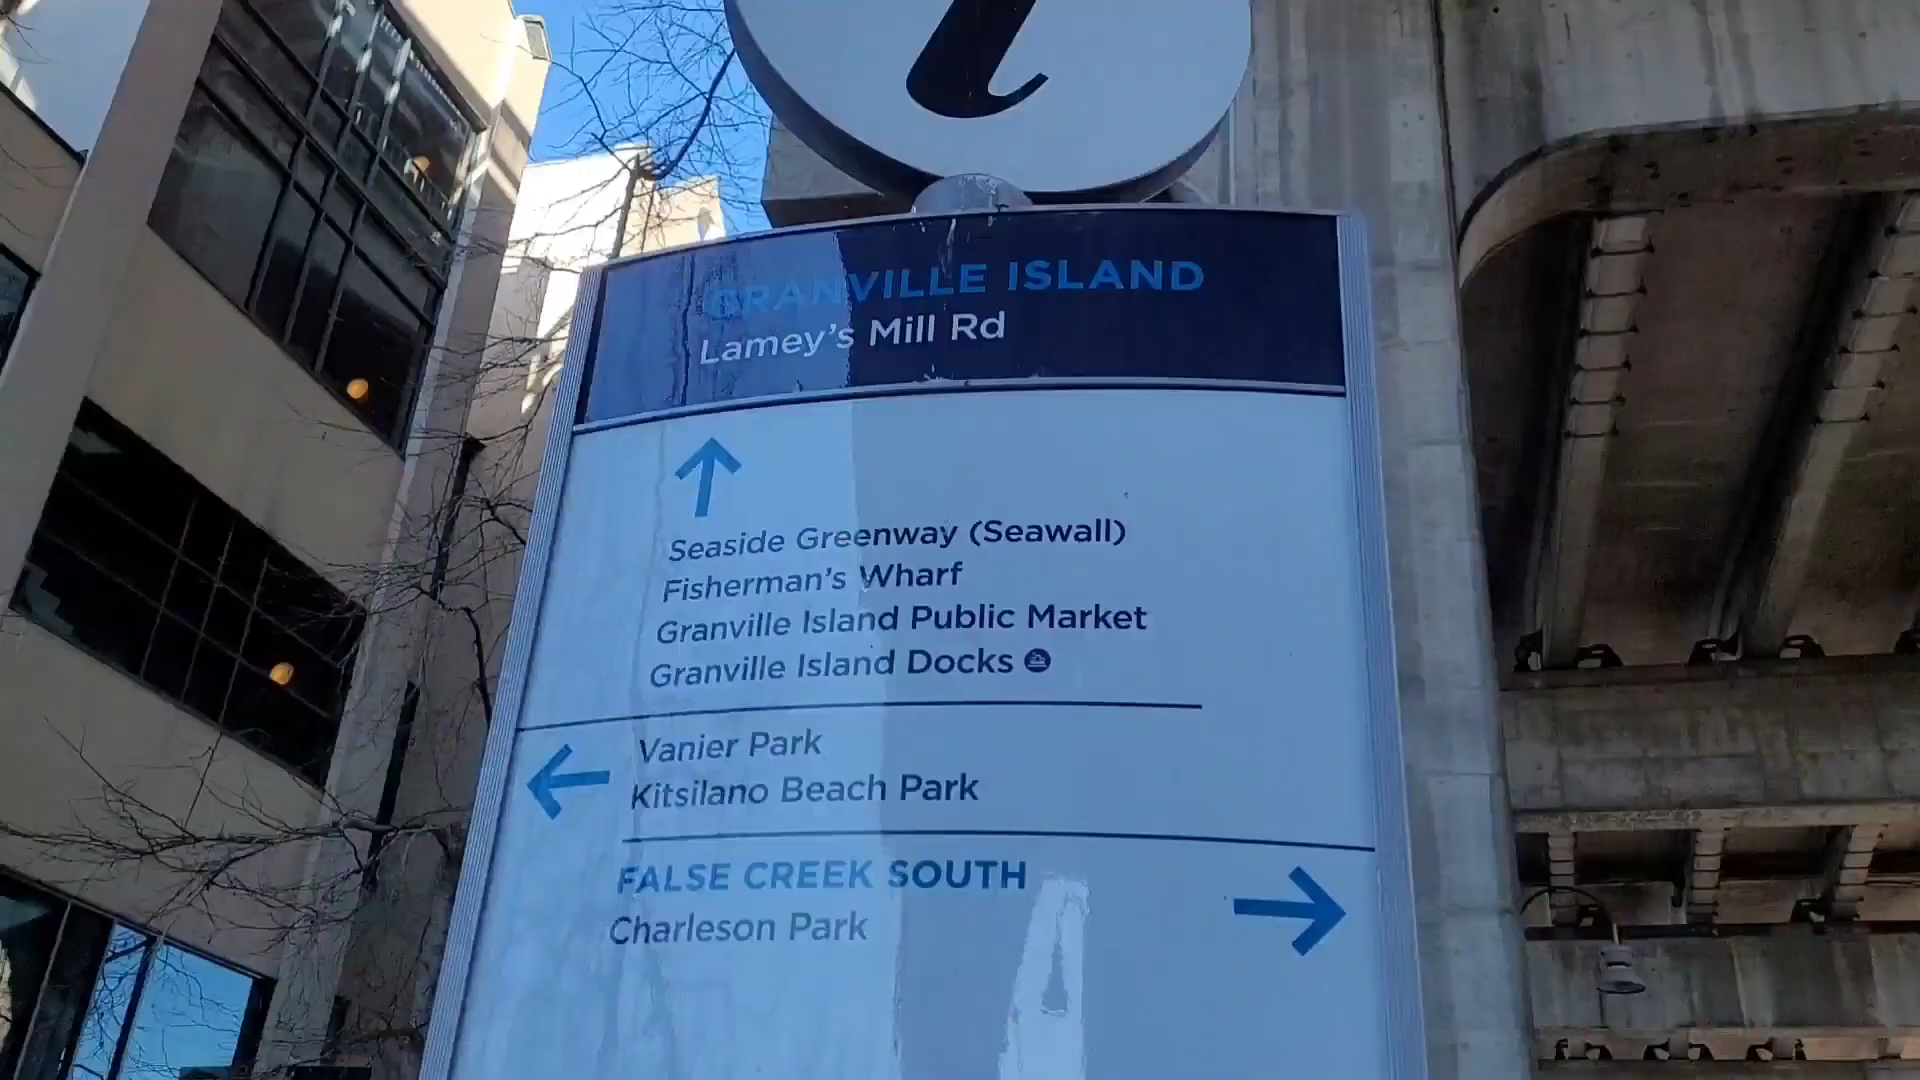 i
GRANVILLE ISLAND
Lamey's Mill Rd
Seaside Greenway (Seawall)
Fisherman's Wharf
Granville Island Public Market
Granville Island Docks
Vanier Park
Kitsilano Beach Park
FALSE CREEK SOUTH
Charleson Park